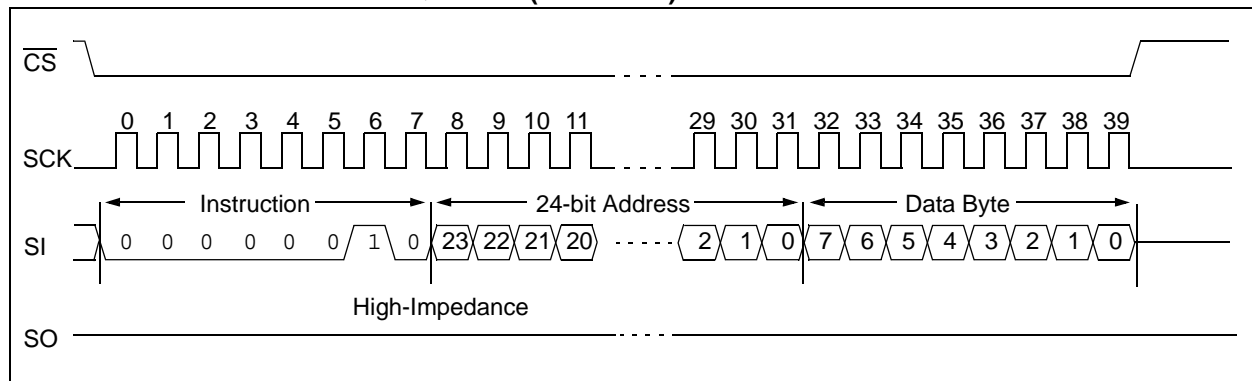 CS
0 1 2 3 4 5 6 7 8 9 10 11 29 30 31 32 33 34 35 36 37 38 39
SCK
Instruction 24-bit Address Data Byte
SI 0 0 0 0 0 0 1 0 23 22 21 20 2 1 0 7 6 5 4 3 2 1 0
High-Impedance
SO